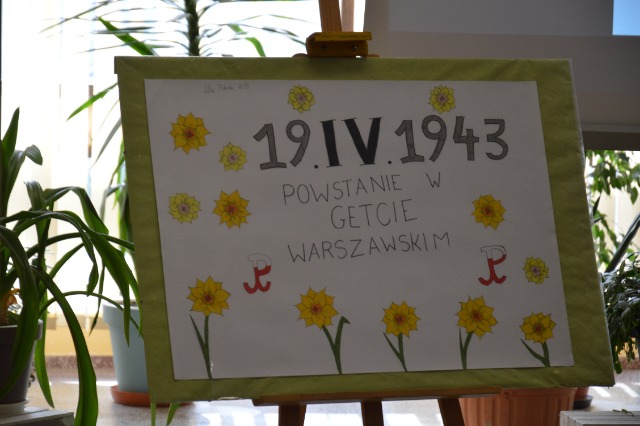 19.IV.1943
POWSTANIE W
GETCIE
WARSZAWSKIM